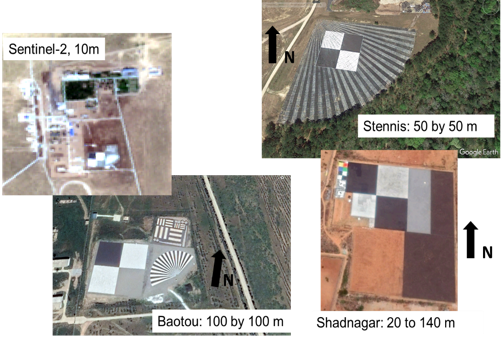 Sentinel-2, 10m
N
Stennis: 50 by 50 m
Google Earth
N
Baotou: 100 by 100 m
N
Shadnagar: 20 to 140 m